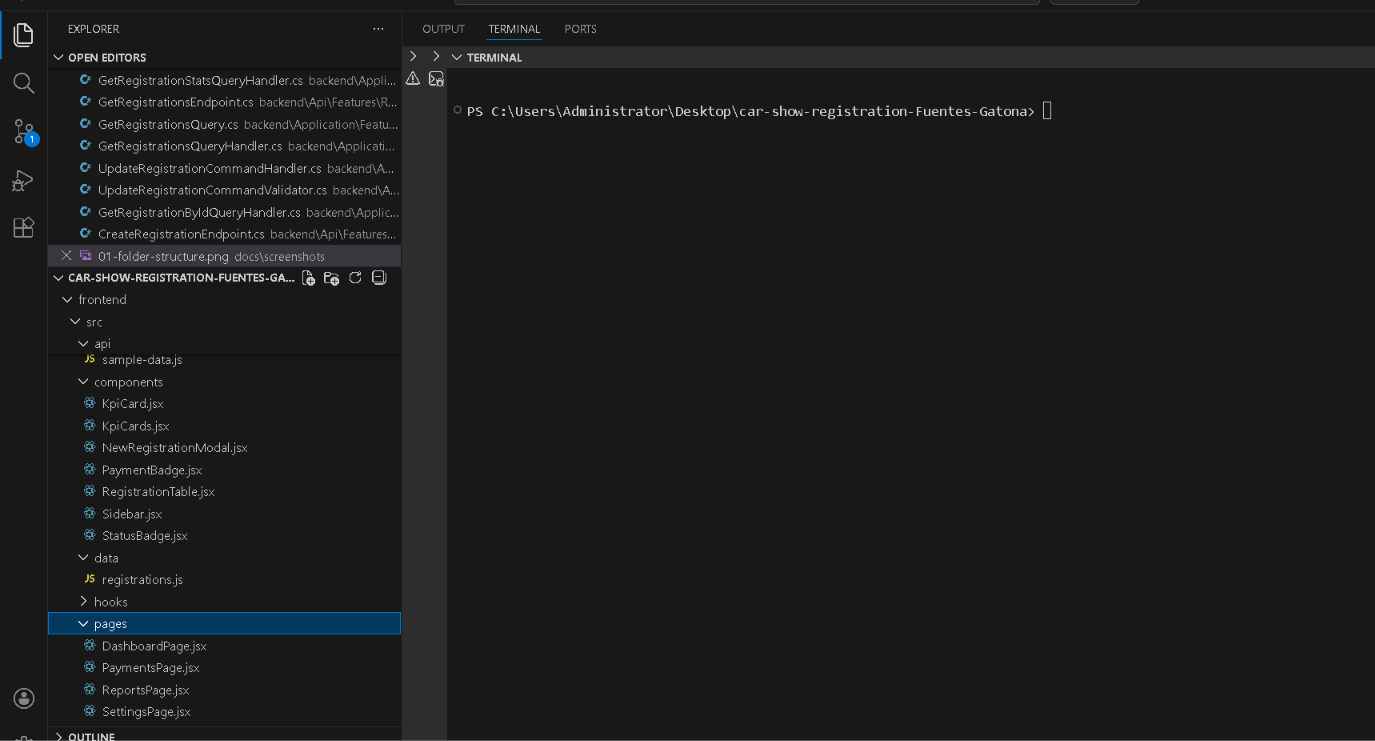 EXPLORER
OPEN EDITORS
GetRegistrationStatsQueryHandler.cs backend\Appli...
GetRegistrationsEndpoint.cs backend\Api\Features\R...
GetRegistrationsQuery.cs backend\Application\Featu...
GetRegistrationsQueryHandler.cs backend\Applicati...
UpdateRegistrationCommandHandler.cs backend\A...
UpdateRegistrationCommandValidator.cs backend\A...
GetRegistrationByIdQueryHandler.cs backend\Applic...
CreateRegistrationEndpoint.cs backend\Api\Features...
01-folder-structure.png docs\screenshots
CAR-SHOW-REGISTRATION-FUENTES-GA...
frontend
src
api
JS sample-data.js
components
KpiCard.jsx
KpiCards.jsx
NewRegistrationModal.jsx
PaymentBadge.jsx
RegistrationTable.jsx
Sidebar.jsx
StatusBadge.jsx
data
JS registrations.js
hooks
pages
DashboardPage.jsx
PaymentsPage.jsx
ReportsPage.jsx
SettingsPage.jsx
OUTLINE
1
OUTPUT TERMINAL PORTS
TERMINAL
PS C:\Users\Administrator\Desktop\car-show-registration-Fuentes-Gatona>